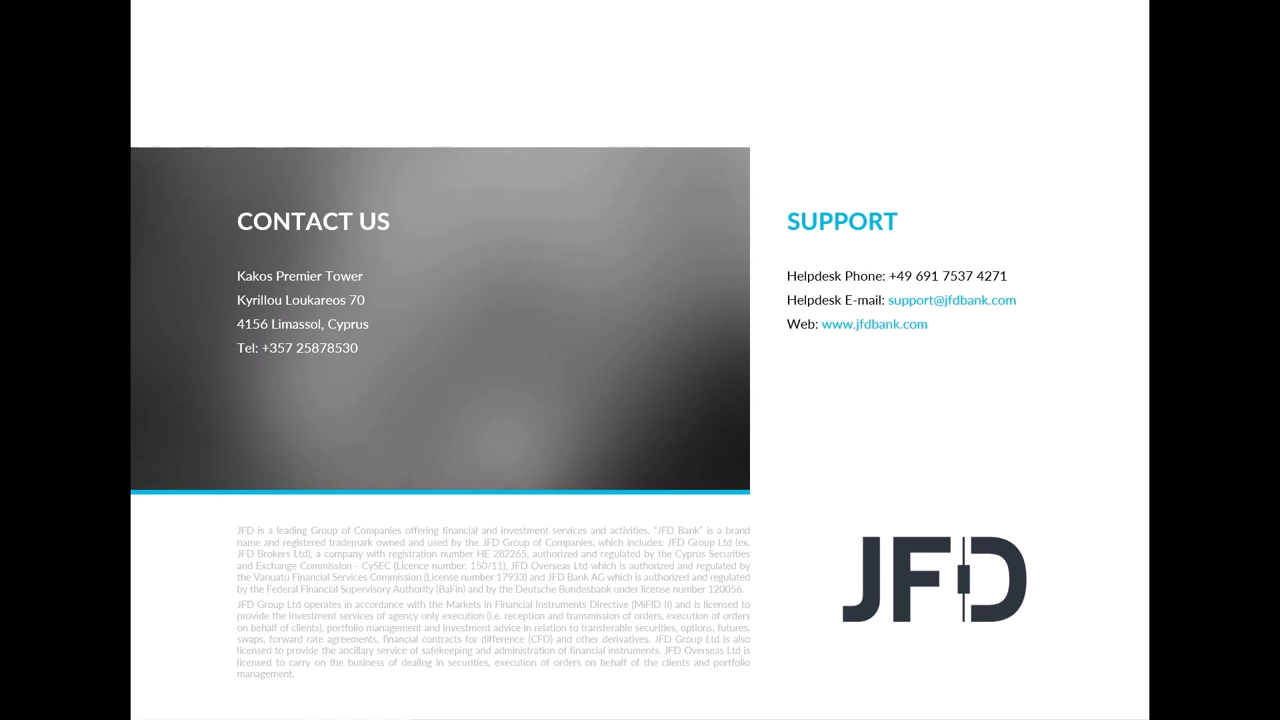 CONTACT US
Kakos Premier Tower
Kyrillou Loukareos 70
4156 Limassol, Cyprus
Tel: +357 25878530
SUPPORT
Helpdesk Phone: +49 691 7537 4271
Helpdesk E-mail: support@jfdbank.com
Web: www.jfdbank.com
JFD is a leading Group of Companies offering financial and investment services and activities. “JFD Bank” is a brand
name and registered trademark owned and used by the JFD Group of Companies, which includes: JFD Group Ltd (ex.
JFD Brokers Ltd), a company with registration number HE 282265, authorized and regulated by the Cyprus Securities
and Exchange Commission - CySEC (Licence number: 150/11), JFD Overseas Ltd which is authorized and regulated by
the Vanuatu Financial Services Commission (License number 17933) and JFD Bank AG which is authorized and regulated
by the Federal Financial Supervisory Authority (BaFin) and by the Deutsche Bundesbank under license number 120056.
JFD Group Ltd operates in accordance with the Markets in Financial Instruments Directive (MiFID II) and is licensed to
provide the investment services of agency only execution (i.e. reception and transmission of orders, execution of orders
on behalf of clients), portfolio management and investment advice in relation to transferable securities, options, futures,
swaps, forward rate agreements, financial contracts for difference (CFD) and other derivatives. JFD Group Ltd is also
licensed to provide the ancillary service of safekeeping and administration of financial instruments. JFD Overseas Ltd is
licensed to carry on the business of dealing in securities, execution of orders on behalf of the clients and portfolio
management.
JFD